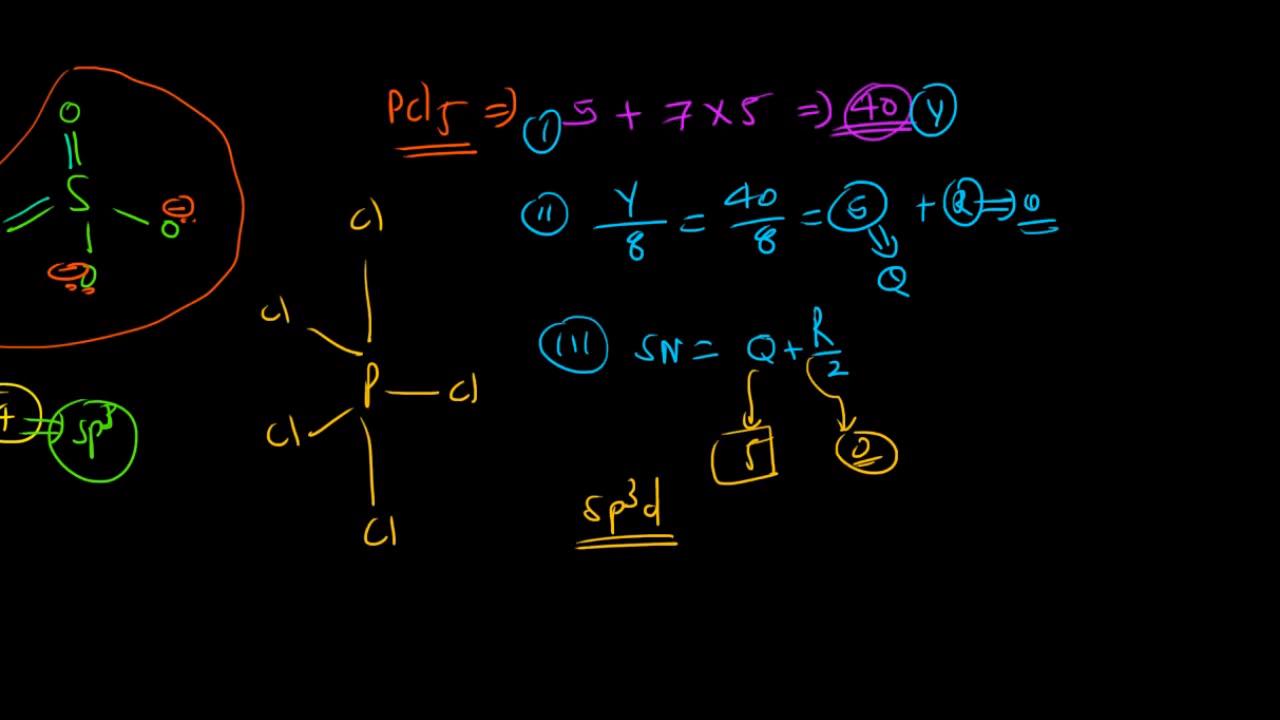 PCl5 ⇒ (I) 5 + 7 × 5 ⇒ 40 Y
(II) Y/8 = 40/8 = 5 + R ⇒ 0
Q
(III) SN = Q + R/2
5 0
sp³d
O
S O ⊖
⊖ O
4 ⇒ sp³
Cl
Cl
P Cl
Cl
Cl